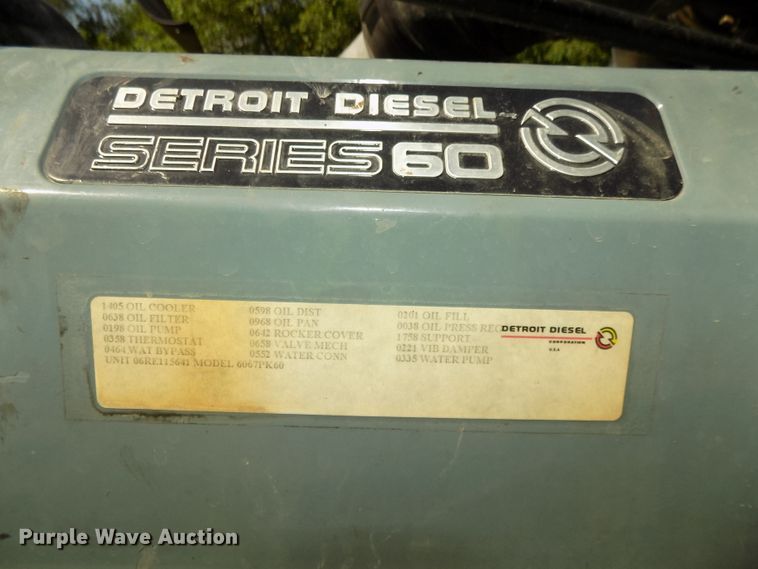 DETROIT DIESEL
SERIES 60
1405 OIL COOLER 0598 OIL DIST 0201 OIL FILL
0638 OIL FILTER 0968 OIL PAN 0038 OIL PRESS REG
0198 OIL PUMP 0642 ROCKER COVER 1758 SUPPORT
0358 THERMOSTAT 0658 VALVE MECH 0221 VIB DAMPER
0464 WAT BYPASS 0552 WATER CONN 0335 WATER PUMP
UNIT 06RE115641 MODEL 6067PK60
DETROIT DIESEL
CORPORATION
U.S.A
Purple Wave Auction